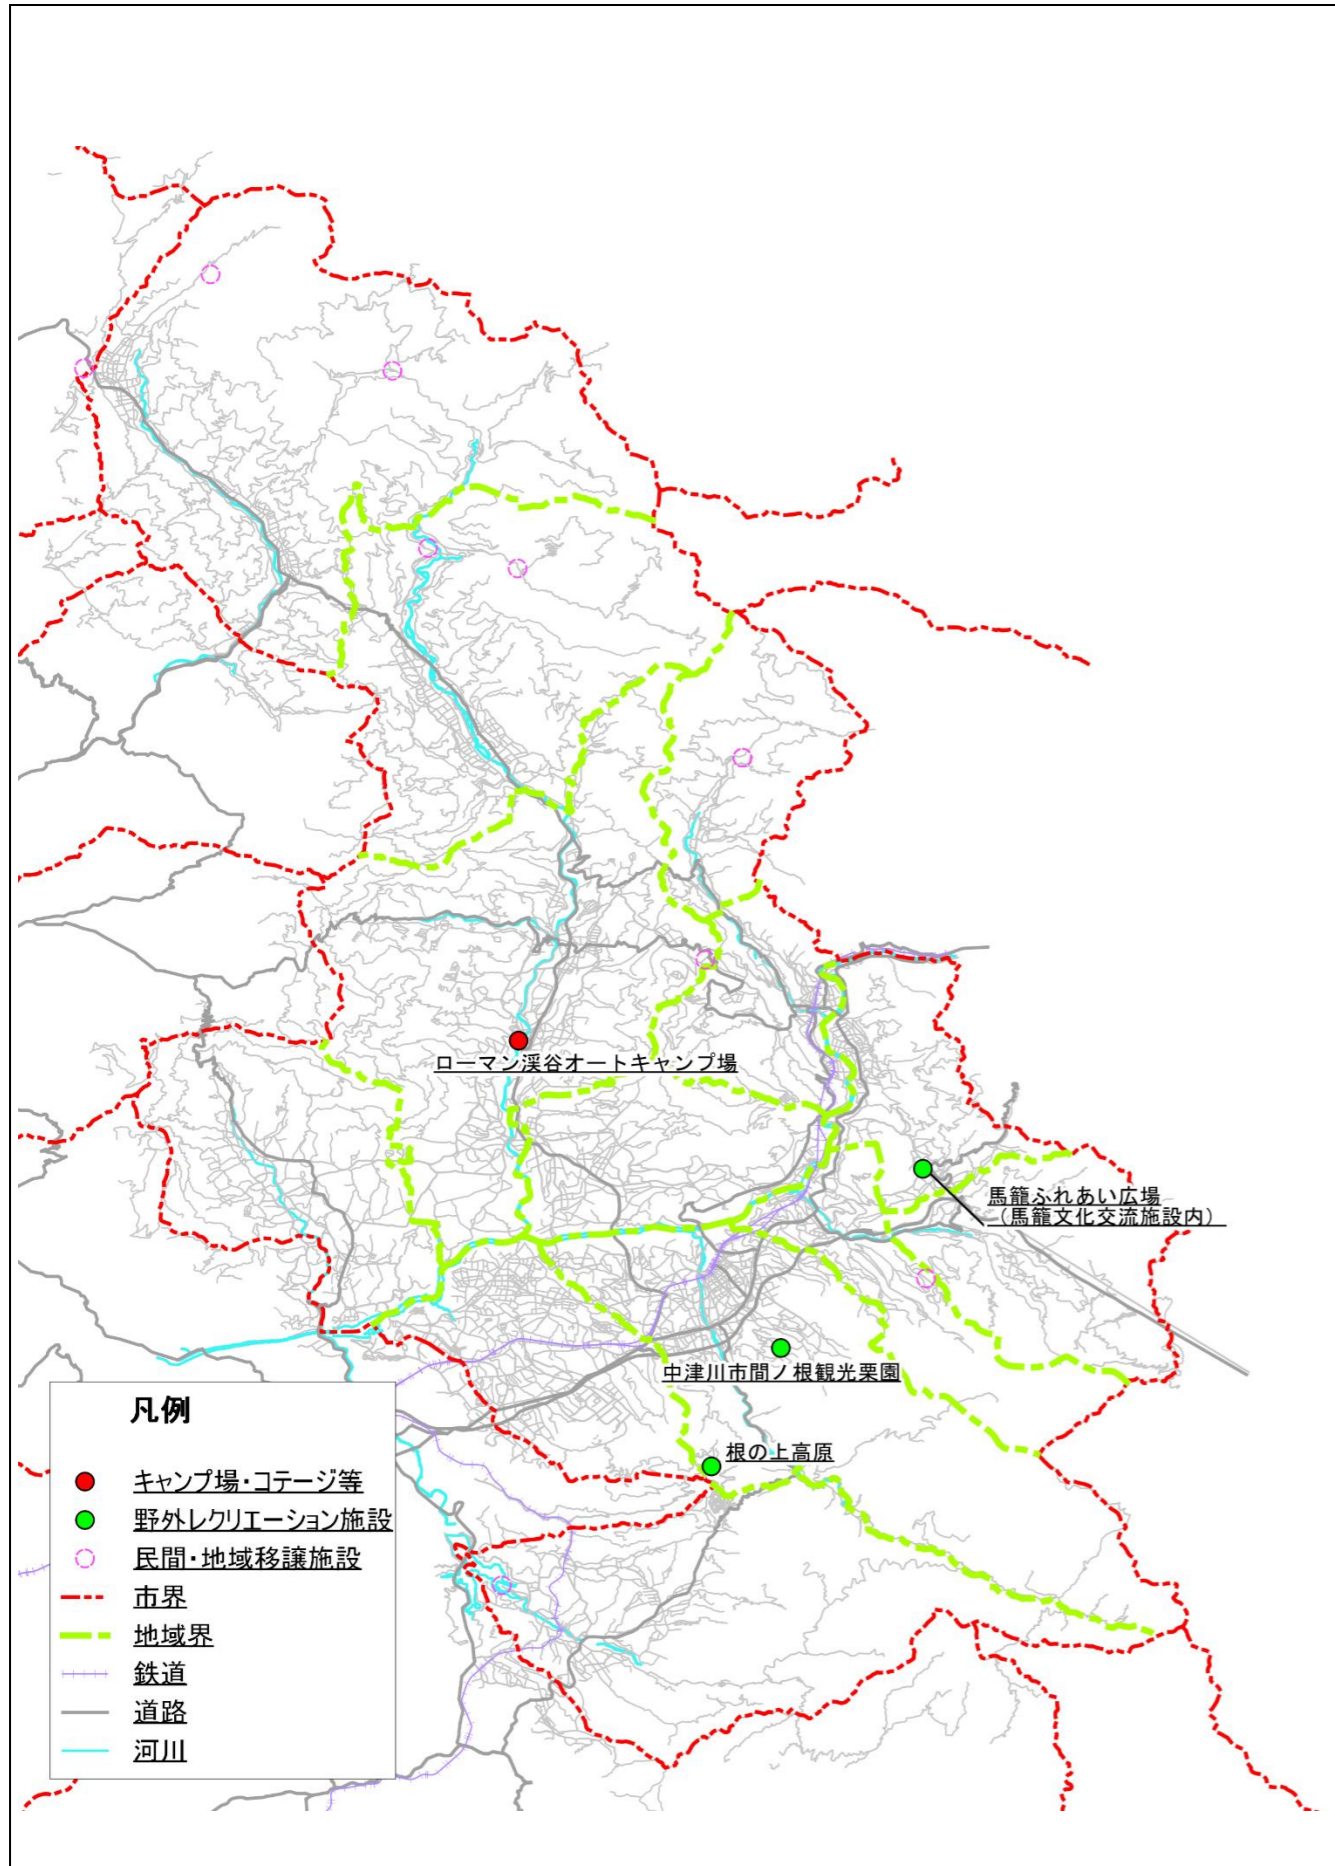 ローマン渓谷オートキャンプ場
馬籠ふれあい広場
（馬籠文化交流施設内）
中津川市間ノ根観光栗園
根の上高原
凡例
キャンプ場・コテージ等
野外レクリエーション施設
民間・地域移譲施設
市界
地域界
鉄道
道路
河川